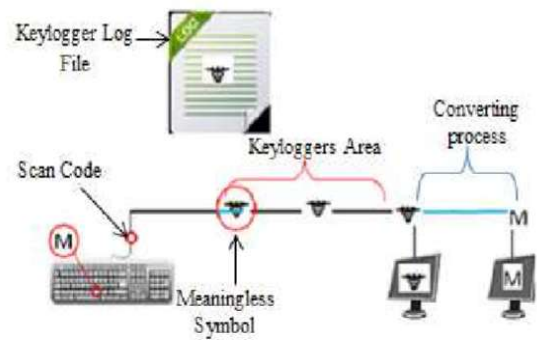 Keylogger Log
File
LOG
Converting
process
Keyloggers Area
Scan Code
M
M
M
Meaningless
Symbol